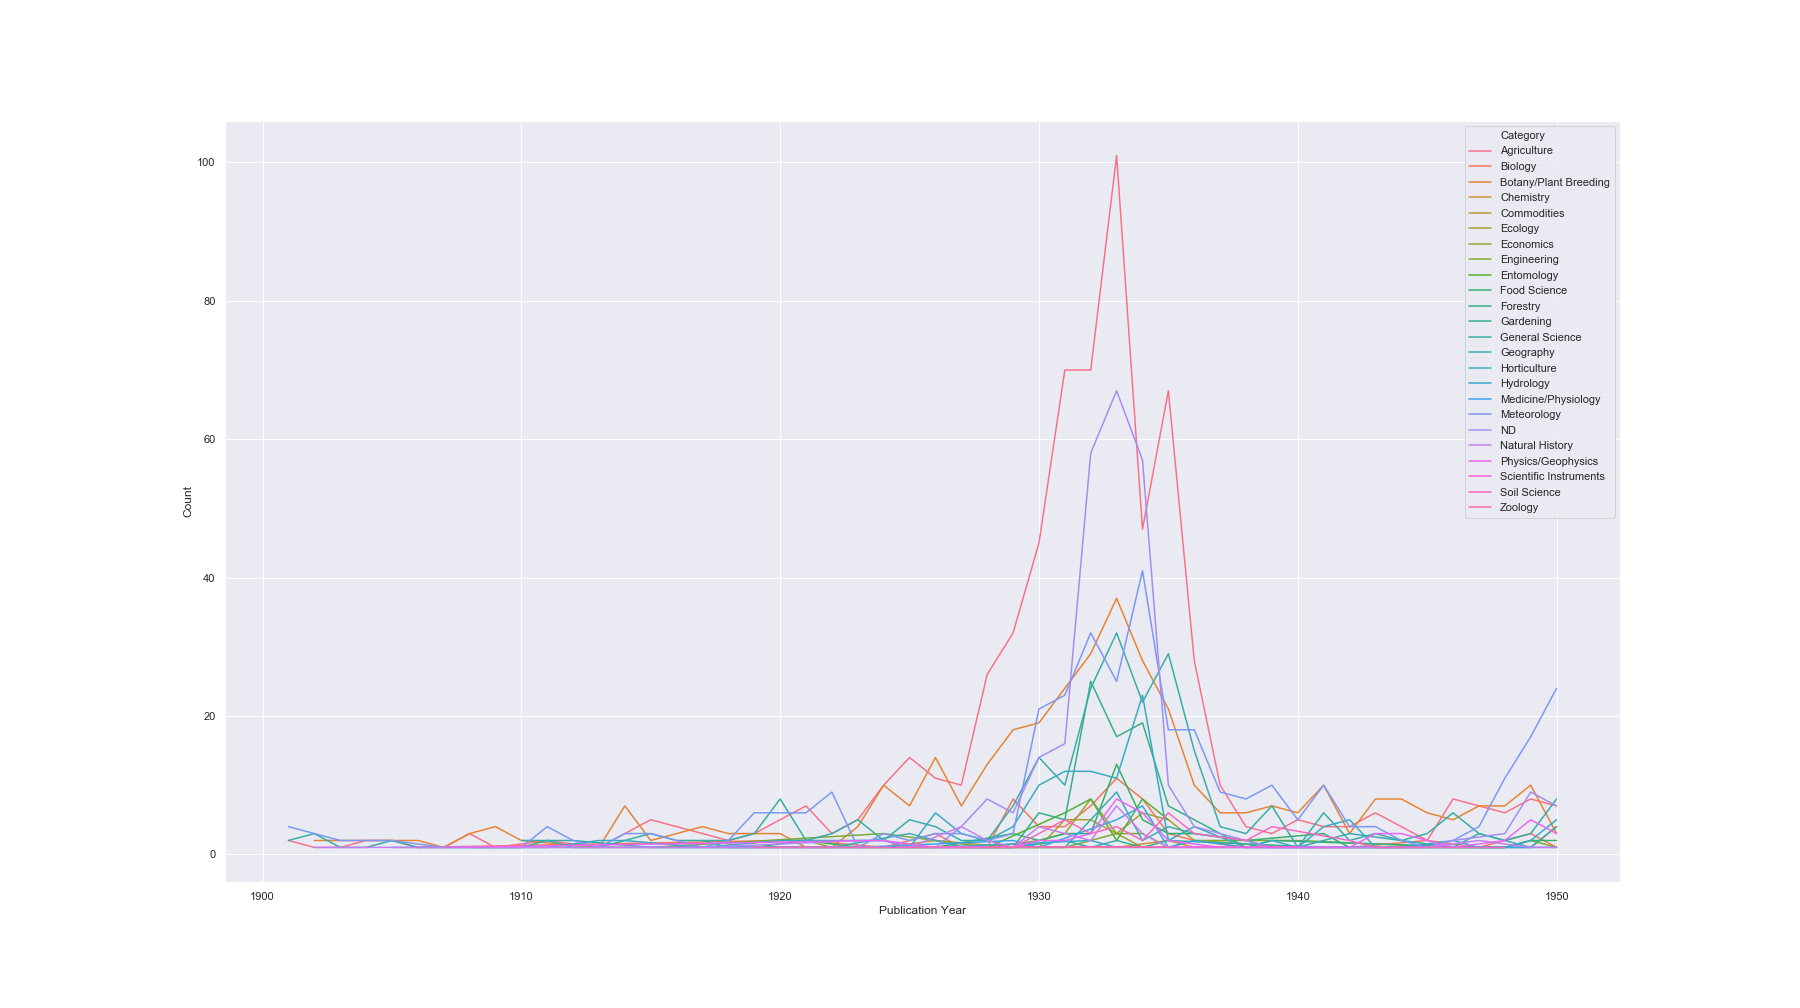 Category
Agriculture
Biology
Botany/Plant Breeding
Chemistry
Commodities
Ecology
Economics
Engineering
Entomology
Food Science
Forestry
Gardening
General Science
Geography
Horticulture
Hydrology
Medicine/Physiology
Meteorology
ND
Natural History
Physics/Geophysics
Scientific Instruments
Soil Science
Zoology
100
80
60
40
20
0
Count
1900 1910 1920 1930 1940 1950
Publication Year